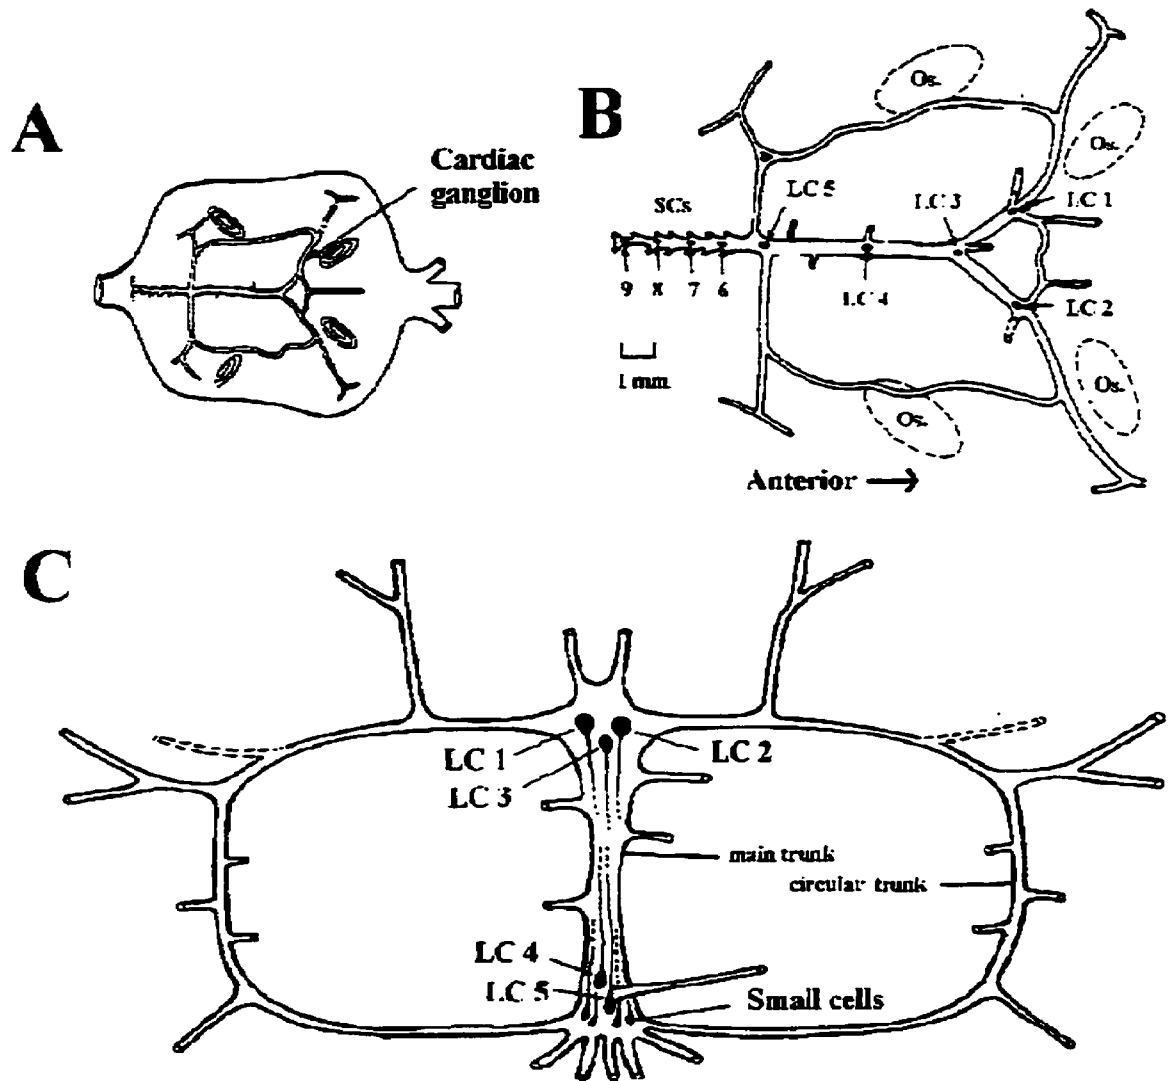 A
Cardiac
ganglion
B
Os.
Os.
LC 5
LC 3
LC 1
SCs
9 8 7 6
LC 4
LC 2
1 mm
Os.
Os.
Anterior
C
LC 1
LC 2
LC 3
main trunk
circular trunk
LC 4
LC 5
Small cells